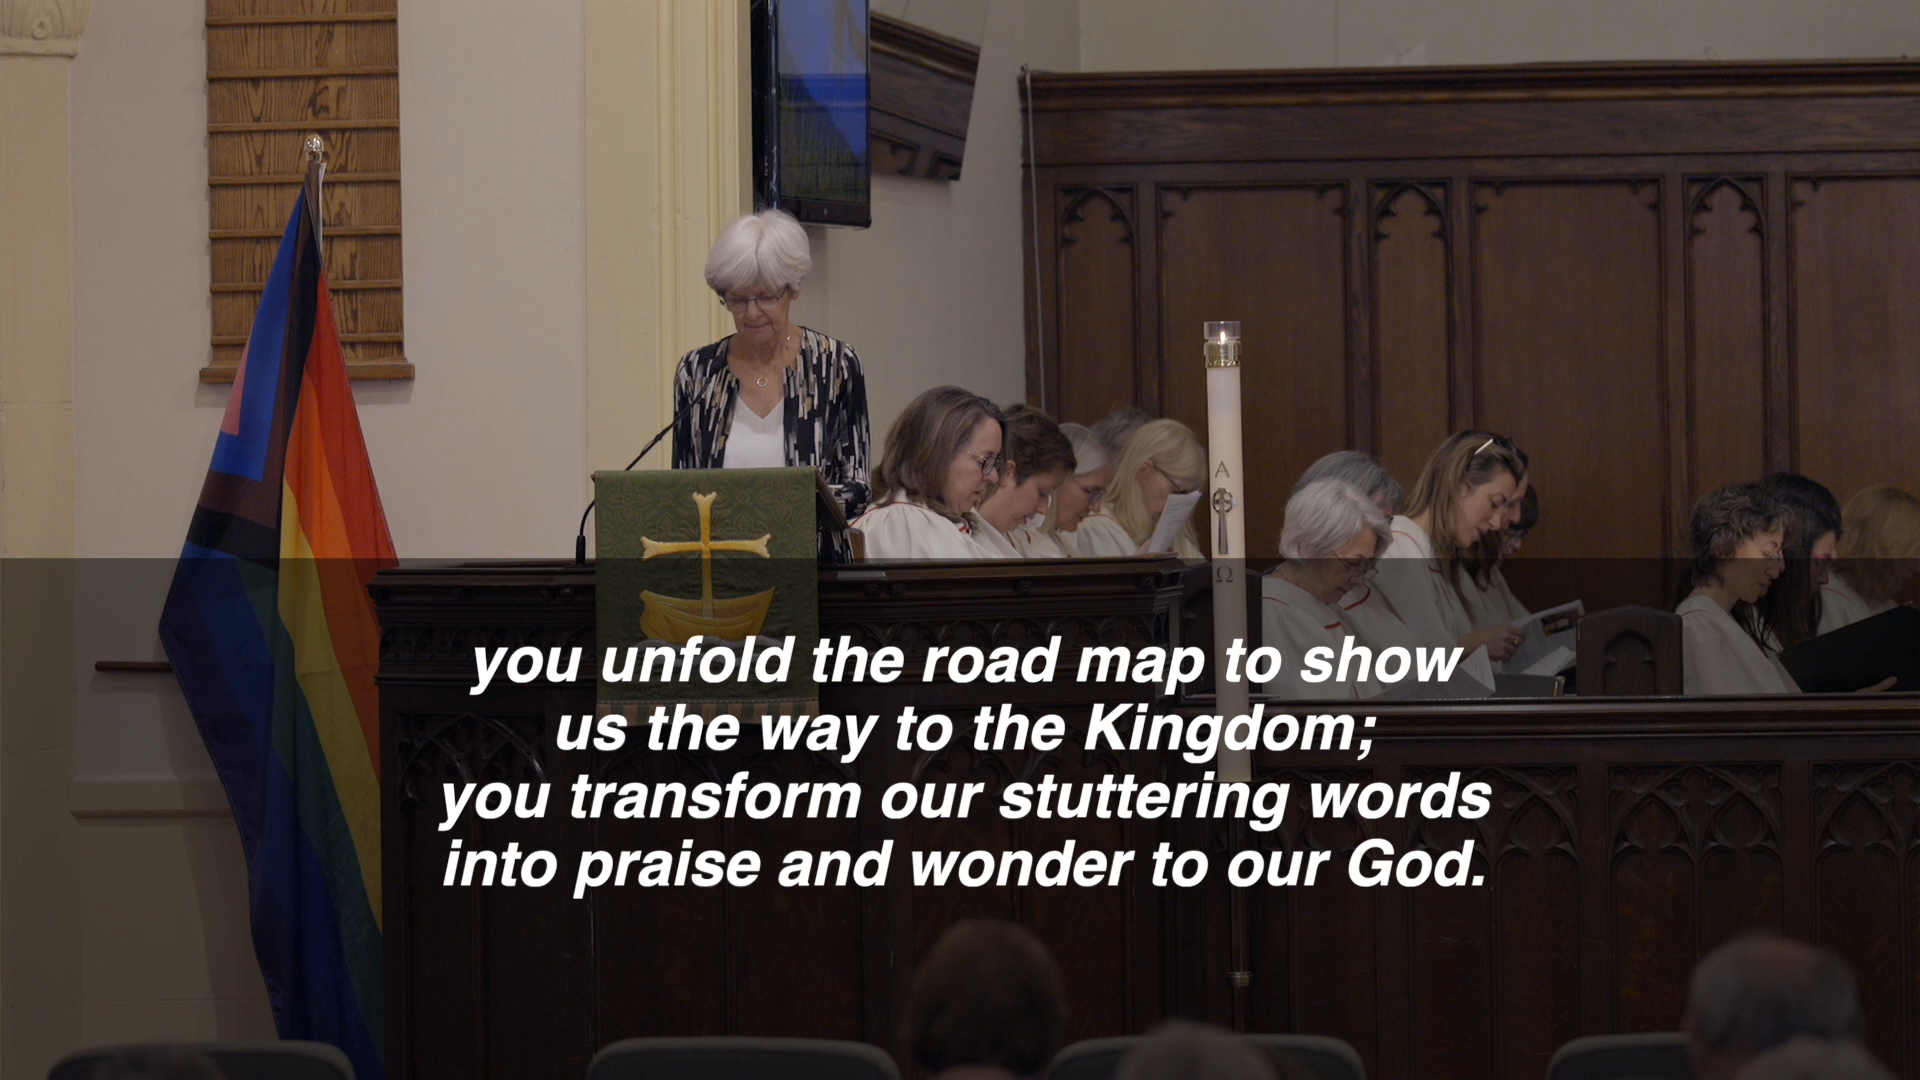 Α
Ω
you unfold the road map to show
us the way to the Kingdom;
you transform our stuttering words
into praise and wonder to our God.